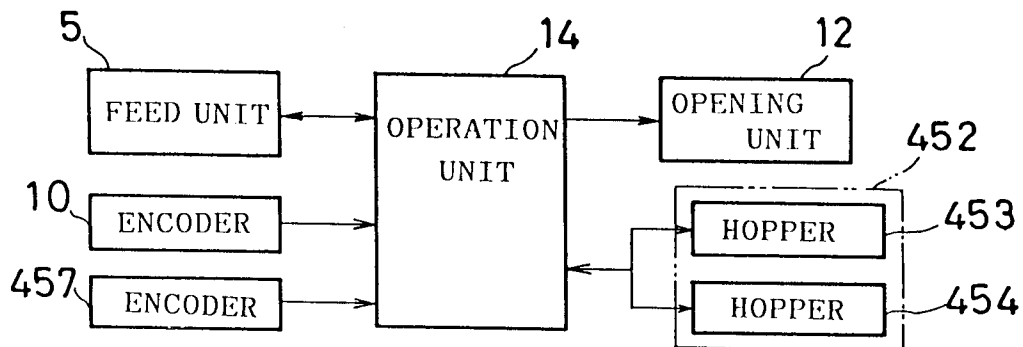 5
14
12
FEED UNIT
OPERATION
UNIT
OPENING
UNIT
452
10
ENCODER
HOPPER
453
457
ENCODER
HOPPER
454